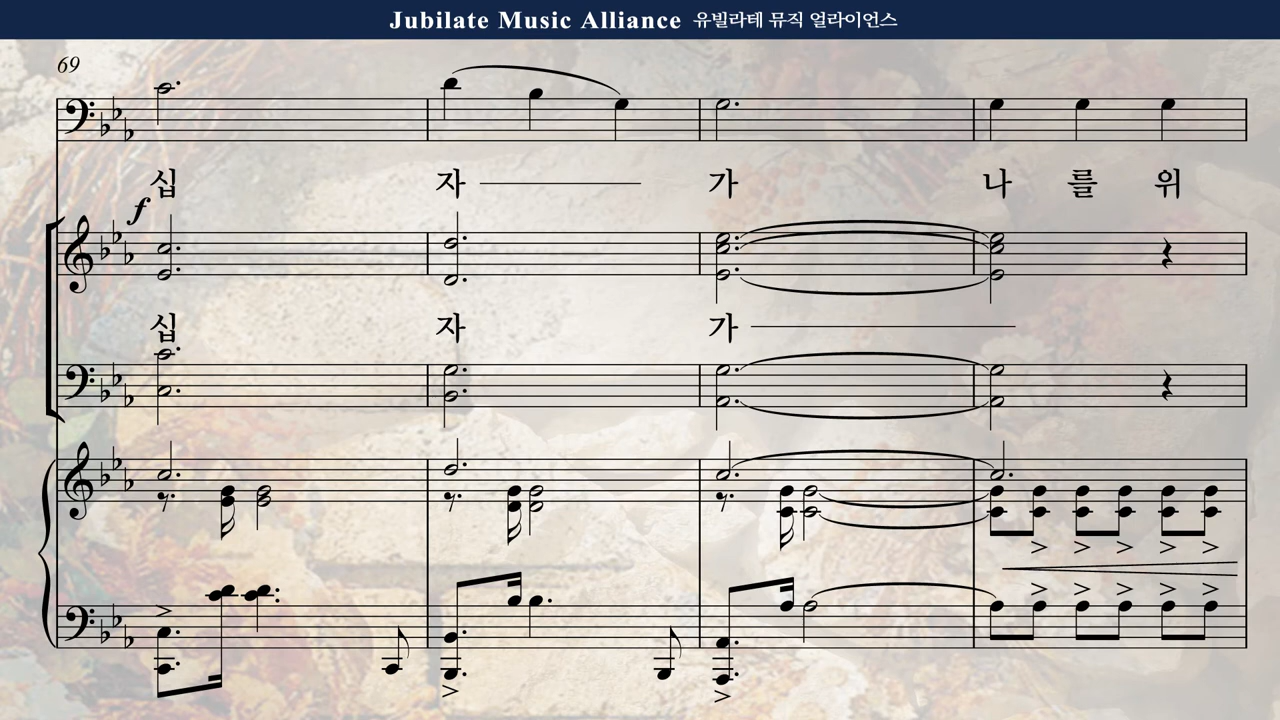 Jubilate Music Alliance 유빌라테 뮤직 얼라이언스
69
십 자 가 나 를 위
f
십 자 가